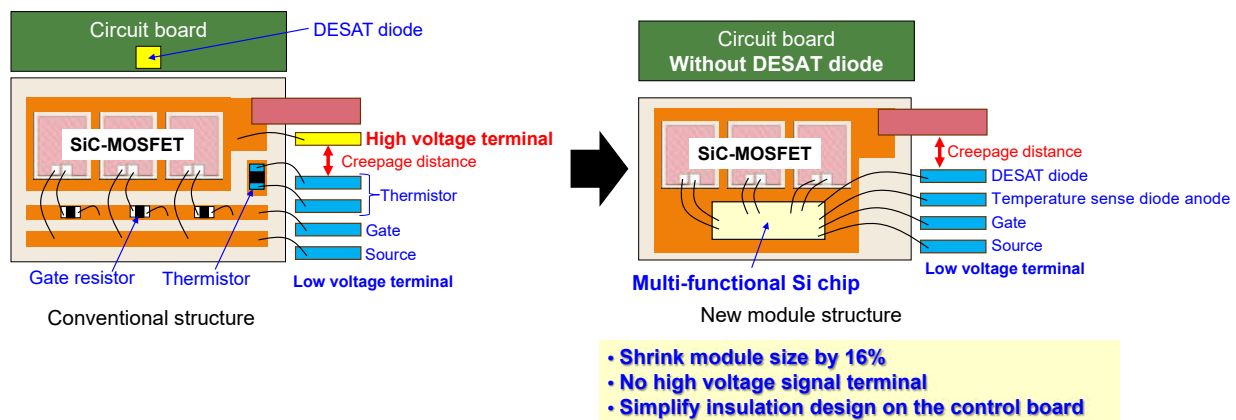 Circuit board
DESAT diode
SiC-MOSFET
High voltage terminal
Creepage distance
Thermistor
Gate
Source
Gate resistor
Thermistor
Low voltage terminal
Conventional structure
Circuit board
Without DESAT diode
SiC-MOSFET
Creepage distance
DESAT diode
Temperature sense diode anode
Gate
Source
Low voltage terminal
Multi-functional Si chip
New module structure
• Shrink module size by 16%
• No high voltage signal terminal
• Simplify insulation design on the control board